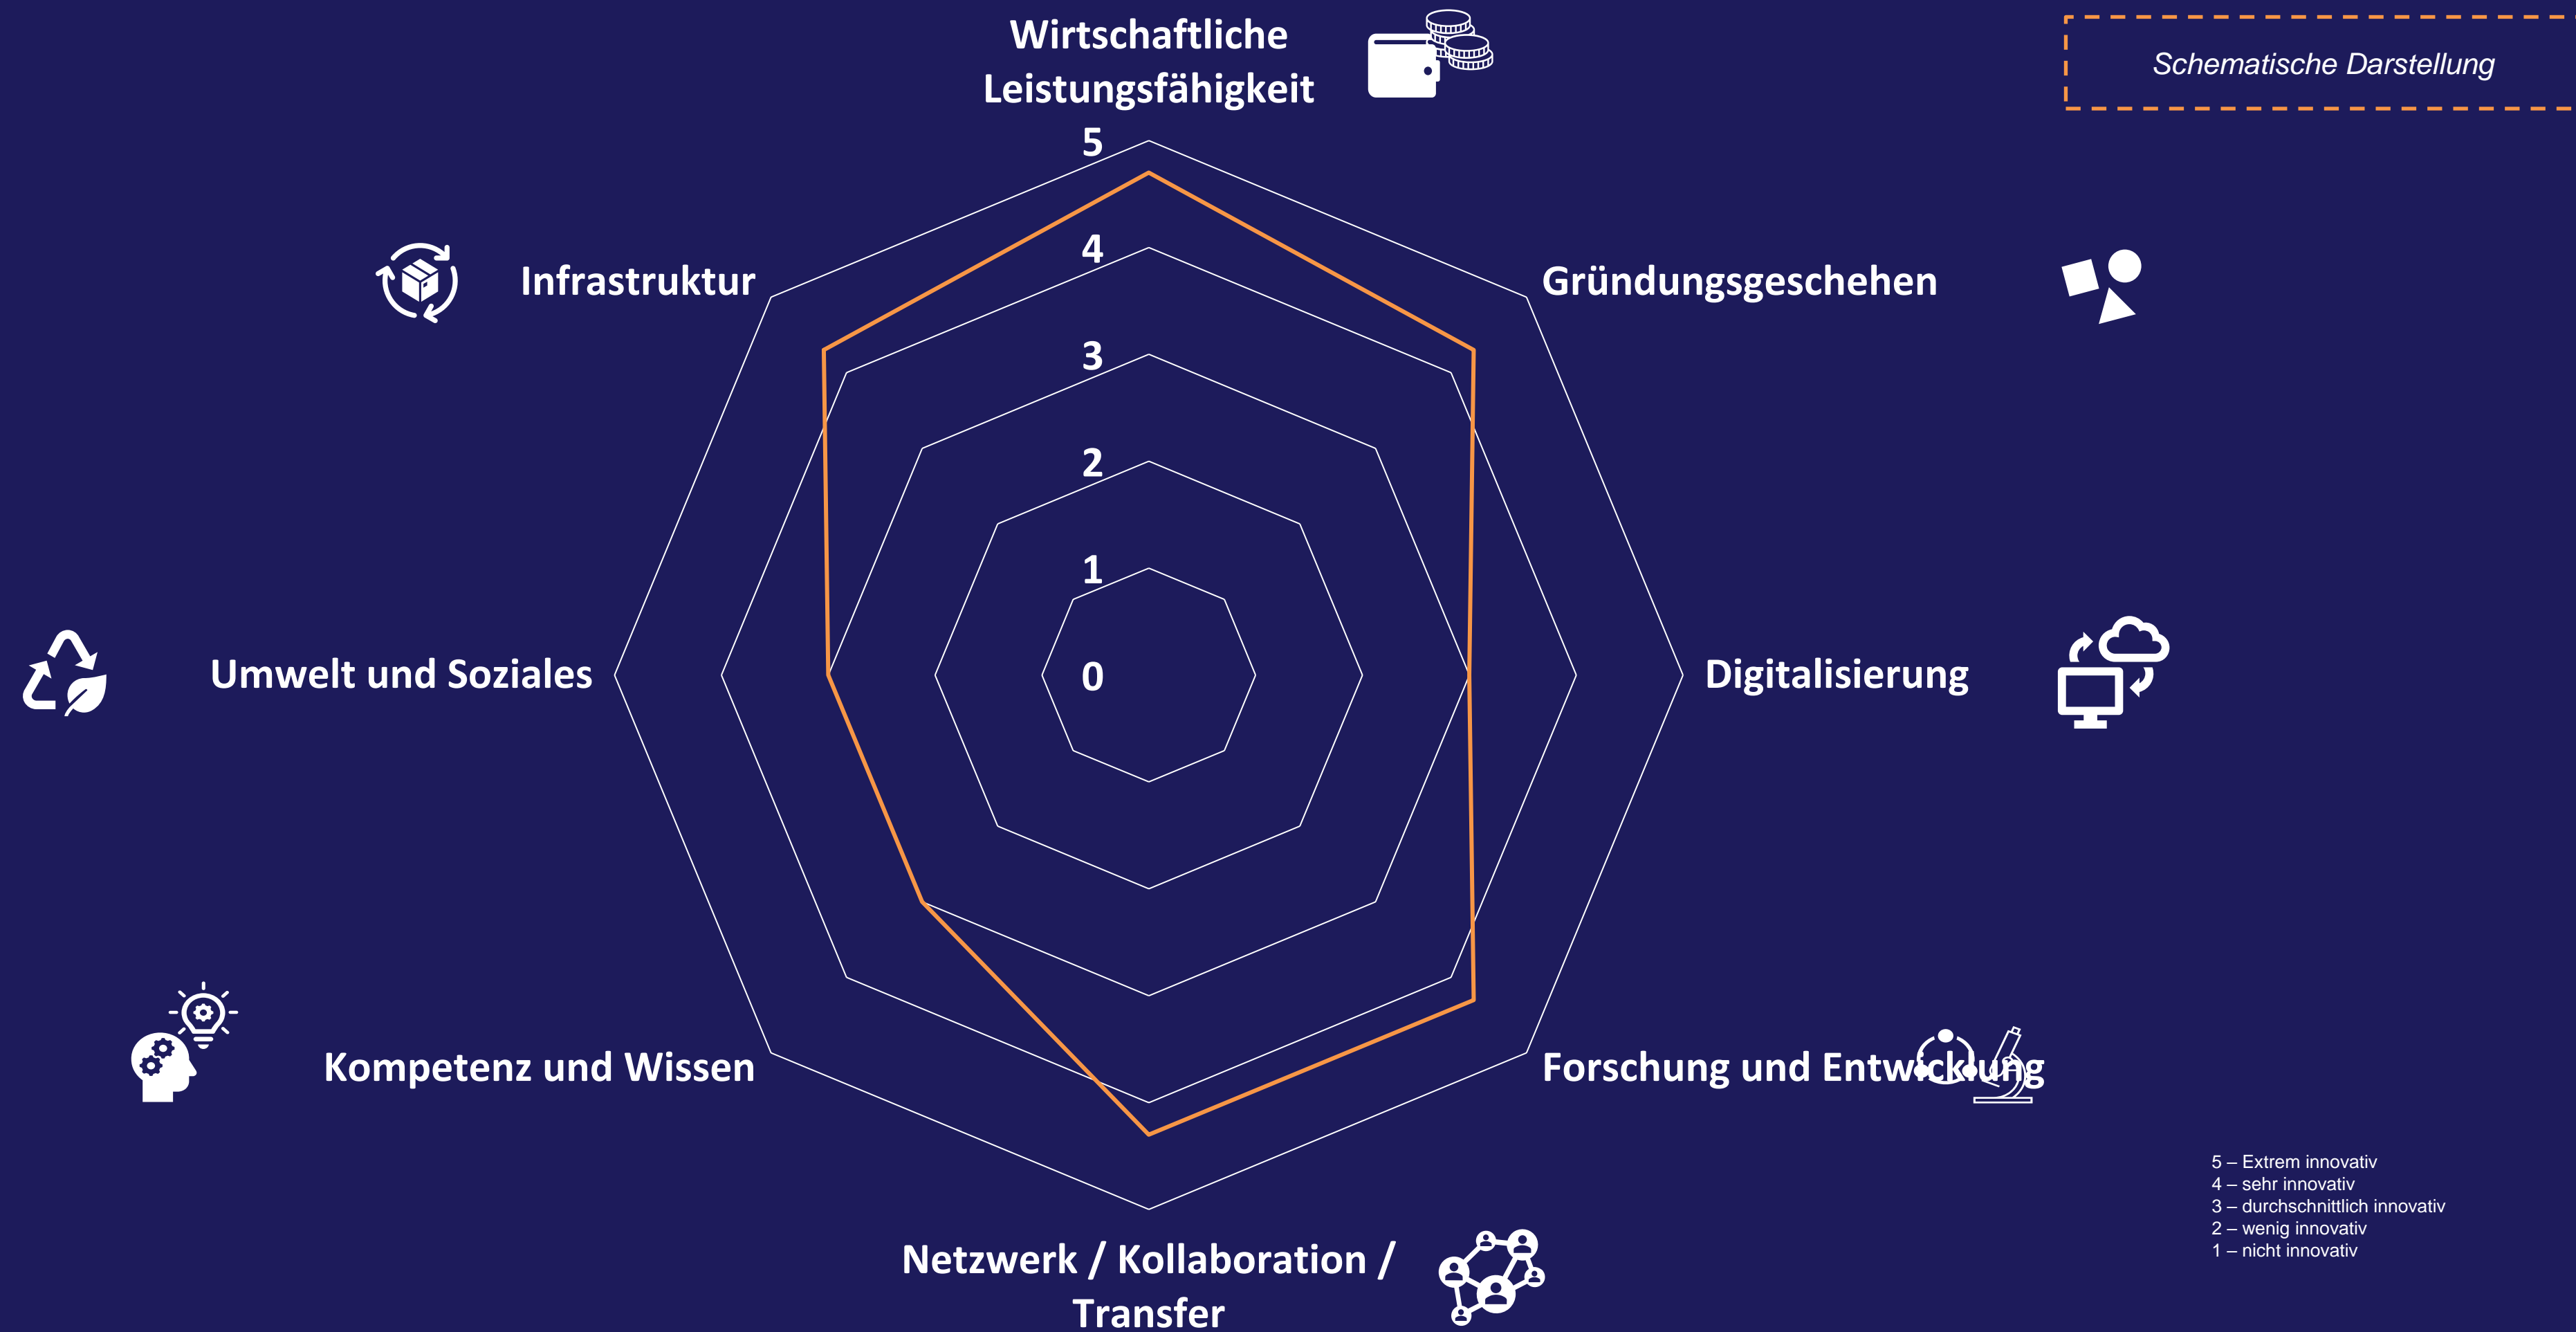 Wirtschaftliche
Leistungsfähigkeit
Schematische Darstellung
5
4
Infrastruktur
Gründungsgeschehen
3
2
1
Umwelt und Soziales
0
Digitalisierung
Kompetenz und Wissen
Forschung und Entwicklung
5 – Extrem innovativ
4 – sehr innovativ
3 – durchschnittlich innovativ
2 – wenig innovativ
1 – nicht innovativ
Netzwerk / Kollaboration /
Transfer